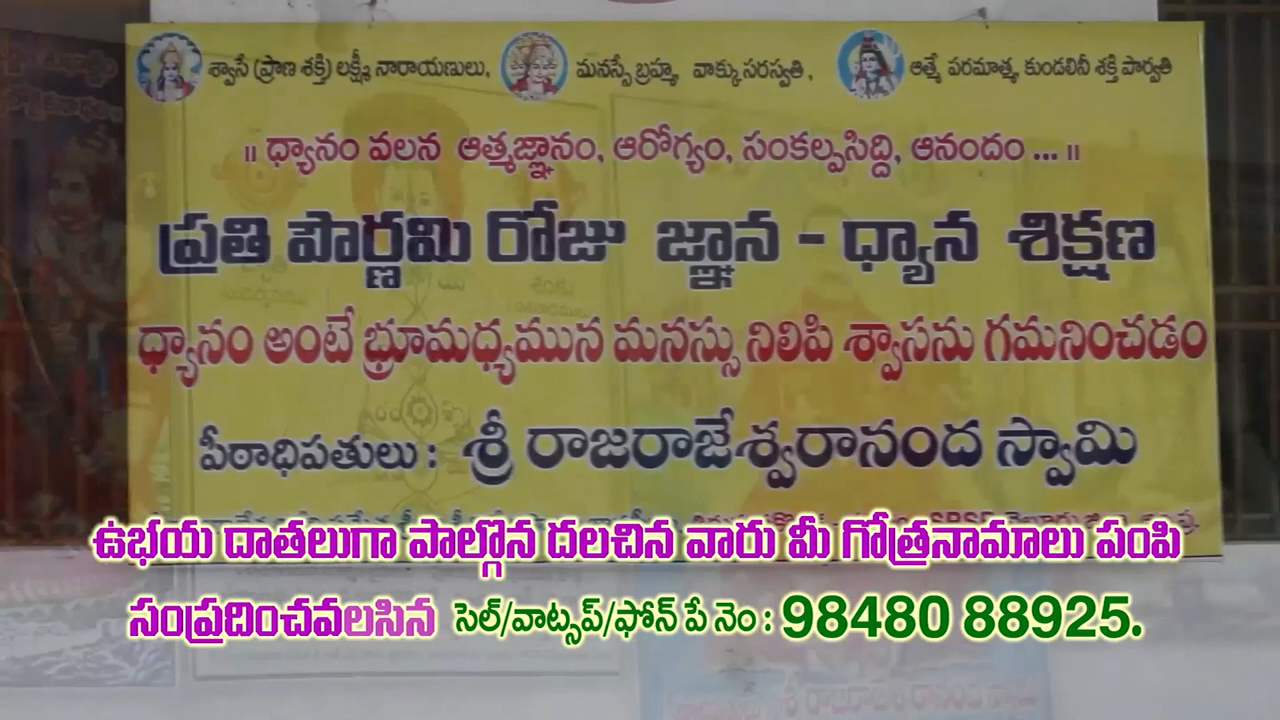 శ్వాసే (ప్రాణ శక్తి) లక్ష్మీ నారాయణులు, మనస్సే బ్రహ్మ, వాక్కు సరస్వతి, ఆత్మే పరమాత్మ, కుండలినీ శక్తి పార్వతి
॥ ధ్యానం వలన ఆత్మజ్ఞానం, ఆరోగ్యం, సంకల్పసిద్ది, ఆనందం ... ॥
ప్రతి పౌర్ణమి రోజు జ్ఞాన - ధ్యాన శిక్షణ
ధ్యానం అంటే భ్రూమధ్యమున మనస్సు నిలిపి శ్వాసను గమనించడం
పీఠాధిపతులు : శ్రీ రాజరాజేశ్వరానంద స్వామి
ఉభయ దాతలుగా పాల్గొన దలచిన వారు మీ గోత్రనామాలు పంపి
సంప్రదించవలసిన సెల్/వాట్సప్/ఫోన్ పే నెం : 98480 88925.